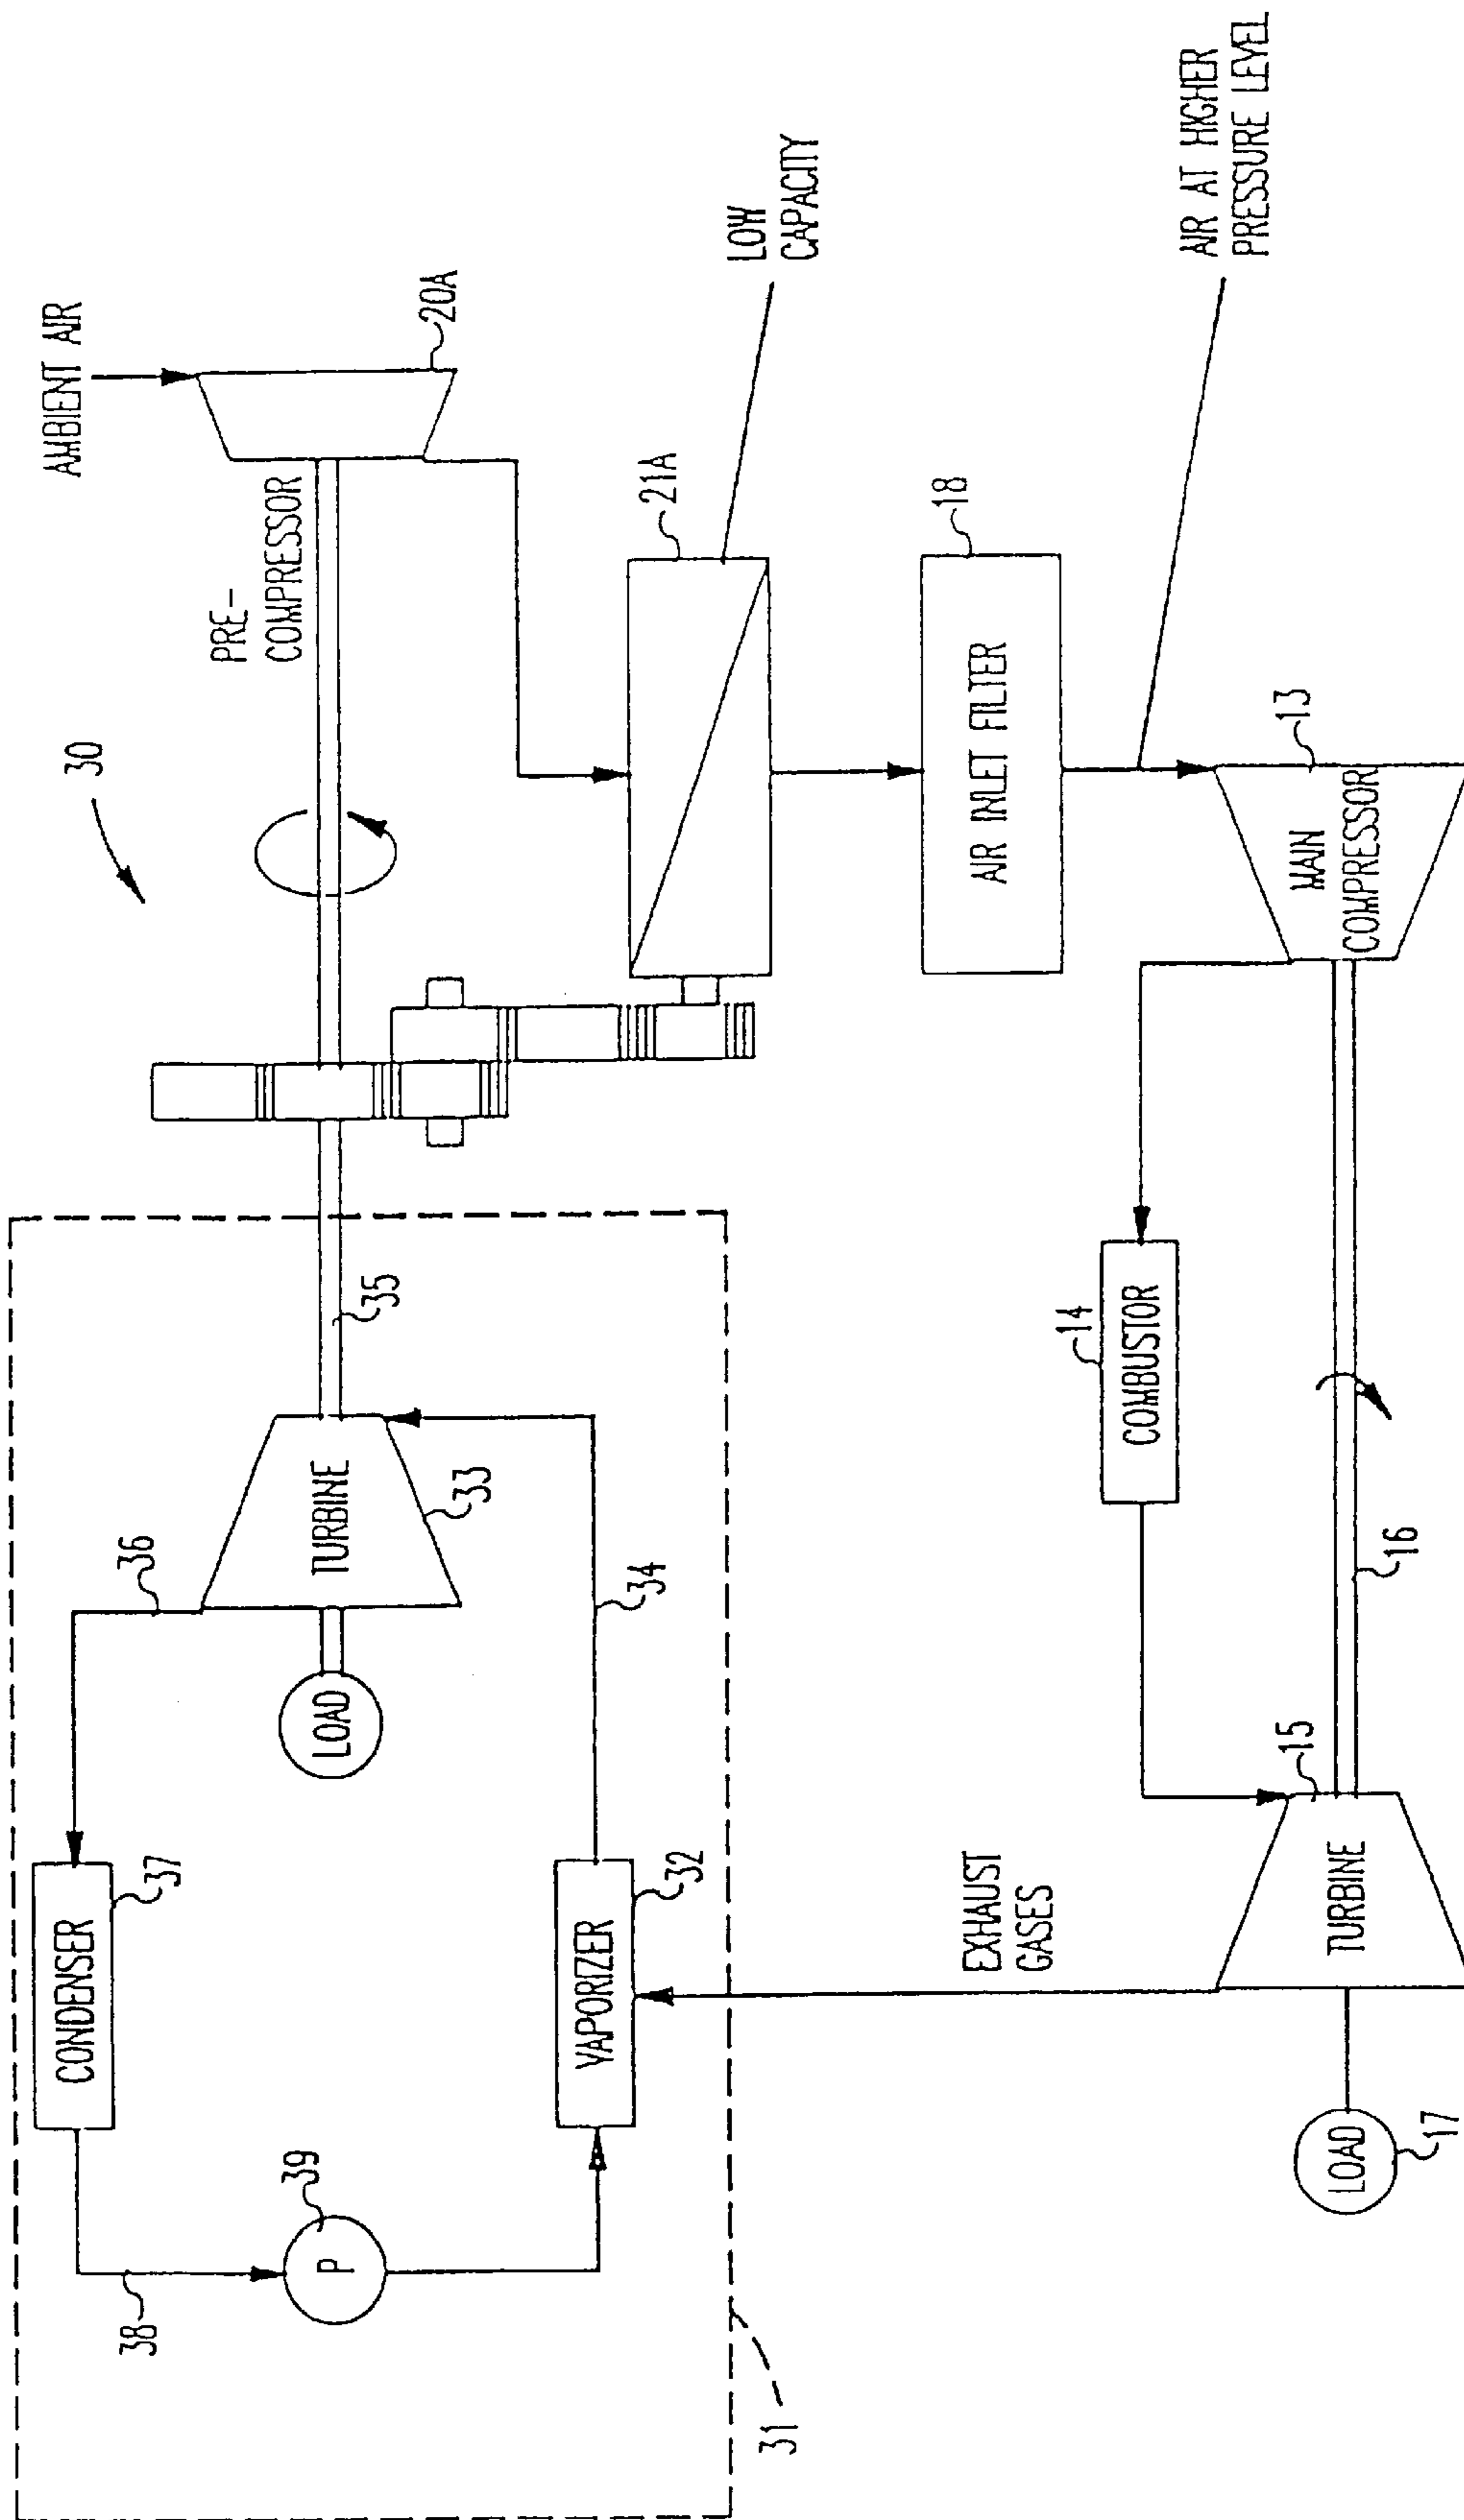 AMBIENT AIR
CONDENSER
30
38
36
37
PRE-
COMPRESSOR
39
P
LOAD
TURBINE
35
20A
33
VAPORIZER
34
32
21A
31
LOW
CAPACITY
18
EXHAUST
GASES
AIR INLET FILTER
14
COMBUSTOR
AIR AT HIGHER
PRESSURE LEVEL
15
13
LOAD
TURBINE
MAIN
COMPRESSOR
16
17